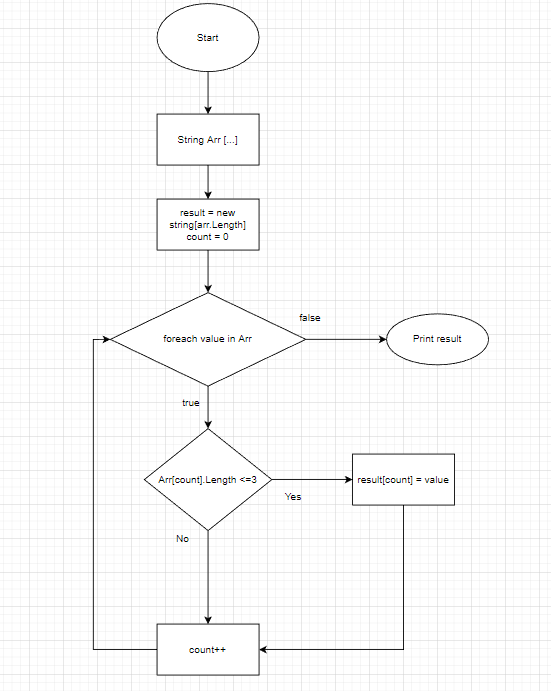 Start
String Arr [...]
result = new
string[arr.Length]
count = 0
false
foreach value in Arr
Print result
true
Arr[count].Length <=3
result[count] = value
Yes
No
count++